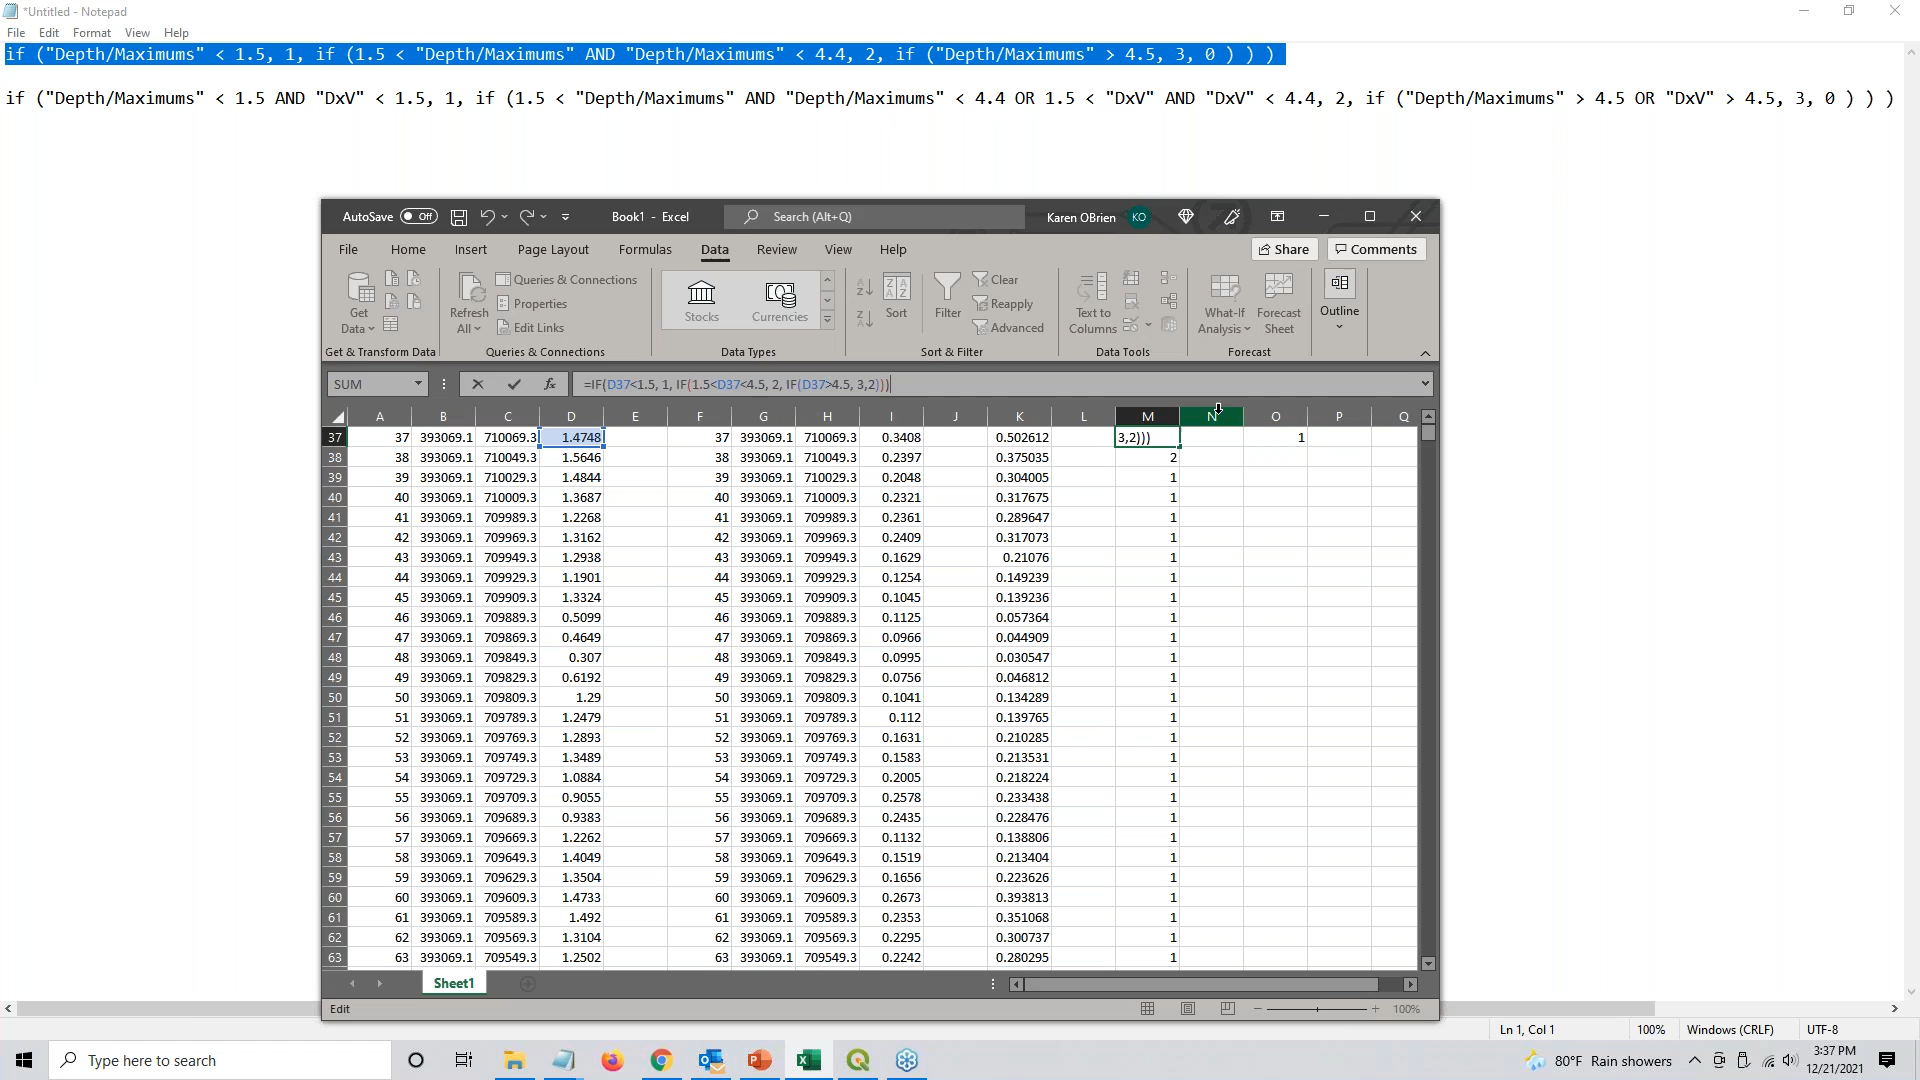 *Untitled - Notepad
File Edit Format View Help
if ("Depth/Maximums" < 1.5, 1, if (1.5 < "Depth/Maximums" AND "Depth/Maximums" < 4.4, 2, if ("Depth/Maximums" > 4.5, 3, 0 ) ) )
if ("Depth/Maximums" < 1.5 AND "DxV" < 1.5, 1, if (1.5 < "Depth/Maximums" AND "Depth/Maximums" < 4.4 OR 1.5 < "DxV" AND "DxV" < 4.4, 2, if ("Depth/Maximums" > 4.5 OR "DxV" > 4.5, 3, 0 ) ) )
AutoSave Off Book1 - Excel Search (Alt+Q) Karen OBrien KO
File Home Insert Page Layout Formulas Data Review View Help Share Comments
Get Data Refresh All Queries & Connections Properties Edit Links Stocks Currencies Sort Filter Clear Reapply Advanced Text to Columns What-If Analysis Forecast Sheet Outline
Get & Transform Data Queries & Connections Data Types Sort & Filter Data Tools Forecast
SUM fx =IF(D37<1.5, 1, IF(1.5<D37<4.5, 2, IF(D37>4.5, 3,2)))
A B C D E F G H I J K L M N O P Q
37 37 393069.1 710069.3 1.4748 37 393069.1 710069.3 0.3408 0.502612 3,2))) 1
38 38 393069.1 710049.3 1.5646 38 393069.1 710049.3 0.2397 0.375035 2
39 39 393069.1 710029.3 1.4844 39 393069.1 710029.3 0.2048 0.304005 1
40 40 393069.1 710009.3 1.3687 40 393069.1 710009.3 0.2321 0.317675 1
41 41 393069.1 709989.3 1.2268 41 393069.1 709989.3 0.2361 0.289647 1
42 42 393069.1 709969.3 1.3162 42 393069.1 709969.3 0.2409 0.317073 1
43 43 393069.1 709949.3 1.2938 43 393069.1 709949.3 0.1629 0.21076 1
44 44 393069.1 709929.3 1.1901 44 393069.1 709929.3 0.1254 0.149239 1
45 45 393069.1 709909.3 1.3324 45 393069.1 709909.3 0.1045 0.139236 1
46 46 393069.1 709889.3 0.5099 46 393069.1 709889.3 0.1125 0.057364 1
47 47 393069.1 709869.3 0.4649 47 393069.1 709869.3 0.0966 0.044909 1
48 48 393069.1 709849.3 0.307 48 393069.1 709849.3 0.0995 0.030547 1
49 49 393069.1 709829.3 0.6192 49 393069.1 709829.3 0.0756 0.046812 1
50 50 393069.1 709809.3 1.29 50 393069.1 709809.3 0.1041 0.134289 1
51 51 393069.1 709789.3 1.2479 51 393069.1 709789.3 0.112 0.139765 1
52 52 393069.1 709769.3 1.2893 52 393069.1 709769.3 0.1631 0.210285 1
53 53 393069.1 709749.3 1.3489 53 393069.1 709749.3 0.1583 0.213531 1
54 54 393069.1 709729.3 1.0884 54 393069.1 709729.3 0.2005 0.218224 1
55 55 393069.1 709709.3 0.9055 55 393069.1 709709.3 0.2578 0.233438 1
56 56 393069.1 709689.3 0.9383 56 393069.1 709689.3 0.2435 0.228476 1
57 57 393069.1 709669.3 1.2262 57 393069.1 709669.3 0.1132 0.138806 1
58 58 393069.1 709649.3 1.4049 58 393069.1 709649.3 0.1519 0.213404 1
59 59 393069.1 709629.3 1.3504 59 393069.1 709629.3 0.1656 0.223626 1
60 60 393069.1 709609.3 1.4733 60 393069.1 709609.3 0.2673 0.393813 1
61 61 393069.1 709589.3 1.492 61 393069.1 709589.3 0.2353 0.351068 1
62 62 393069.1 709569.3 1.3104 62 393069.1 709569.3 0.2295 0.300737 1
63 63 393069.1 709549.3 1.2502 63 393069.1 709549.3 0.2242 0.280295 1
Sheet1
Edit 100%
Ln 1, Col 1 100% Windows (CRLF) UTF-8
Type here to search 80°F Rain showers 3:37 PM
12/21/2021